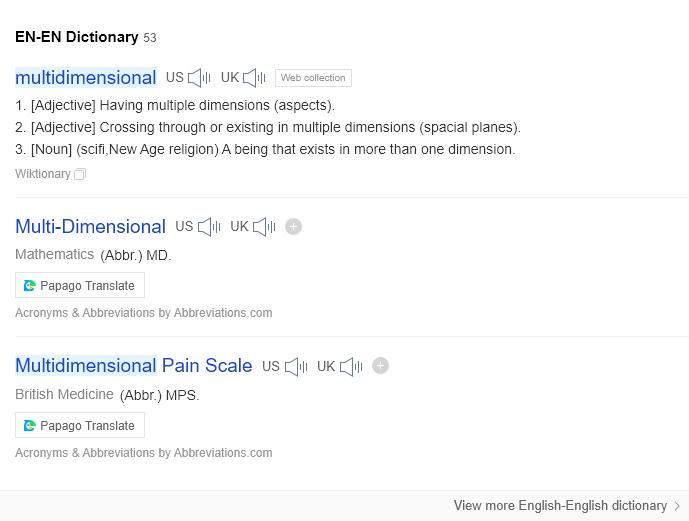 EN-EN Dictionary 53
multidimensional US UK Web collection
1. [Adjective] Having multiple dimensions (aspects).
2. [Adjective] Crossing through or existing in multiple dimensions (spacial planes).
3. [Noun] (scifi,New Age religion) A being that exists in more than one dimension.
Wiktionary
Multi-Dimensional US UK
Mathematics (Abbr.) MD.
Papago Translate
Acronyms & Abbreviations by Abbreviations.com
Multidimensional Pain Scale US UK
British Medicine (Abbr.) MPS.
Papago Translate
Acronyms & Abbreviations by Abbreviations.com
View more English-English dictionary